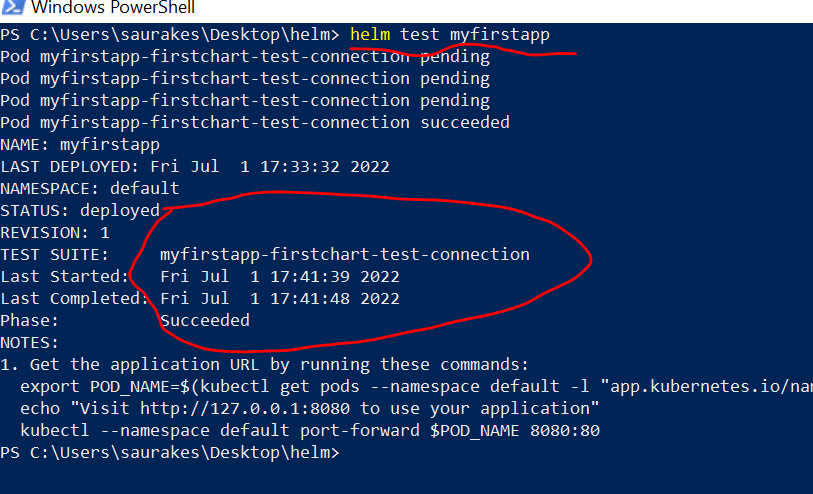 Windows PowerShell
PS C:\Users\saurakes\Desktop\helm> helm test myfirstapp
Pod myfirstapp-firstchart-test-connection pending
Pod myfirstapp-firstchart-test-connection pending
Pod myfirstapp-firstchart-test-connection pending
Pod myfirstapp-firstchart-test-connection succeeded
NAME: myfirstapp
LAST DEPLOYED: Fri Jul  1 17:33:32 2022
NAMESPACE: default
STATUS: deployed
REVISION: 1
TEST SUITE:     myfirstapp-firstchart-test-connection
Last Started:   Fri Jul  1 17:41:39 2022
Last Completed: Fri Jul  1 17:41:48 2022
Phase:          Succeeded
NOTES:
1. Get the application URL by running these commands:
  export POD_NAME=$(kubectl get pods --namespace default -l "app.kubernetes.io/nam
  echo "Visit http://127.0.0.1:8080 to use your application"
  kubectl --namespace default port-forward $POD_NAME 8080:80
PS C:\Users\saurakes\Desktop\helm>